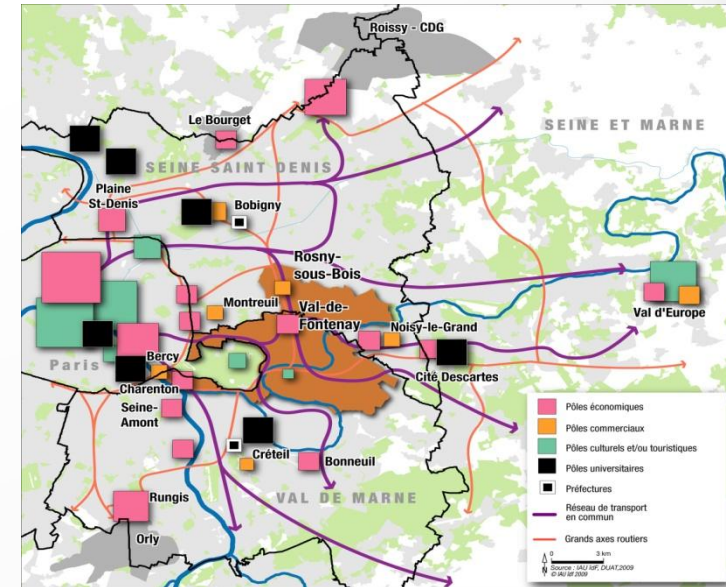 Roissy - CDG
Le Bourget
SEINE ET MARNE
SEINE SAINT DENIS
Plaine
St-Denis
Bobigny
Rosny-
sous-Bois
Montreuil
Val-de-
Fontenay
Noisy-le-Grand
Val d'Europe
Paris
Bercy
Charenton
Cité Descartes
Seine-
Amont
Créteil
Bonneuil
Rungis
VAL DE MARNE
Orly
Pôles économiques
Pôles commerciaux
Pôles culturels et/ou touristiques
Pôles universitaires
Préfectures
Réseau de transport
en commun
Grands axes routiers
0 3 km
N
Source : IAU IdF, DUAT,2009
© IAU îdf 2009